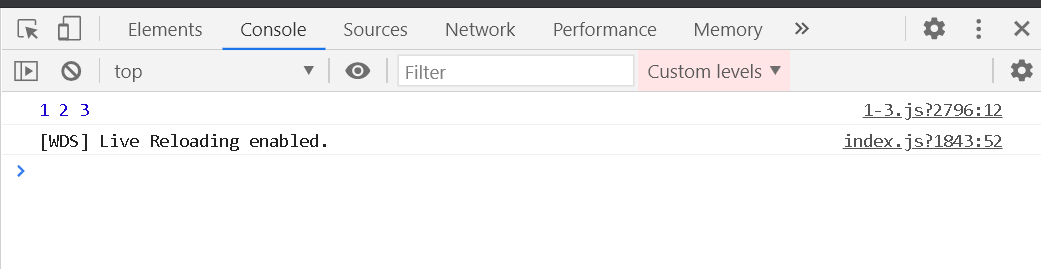 Elements Console Sources Network Performance Memory
top Filter Custom levels
1 2 3 1-3.js?2796:12
[WDS] Live Reloading enabled. index.js?1843:52